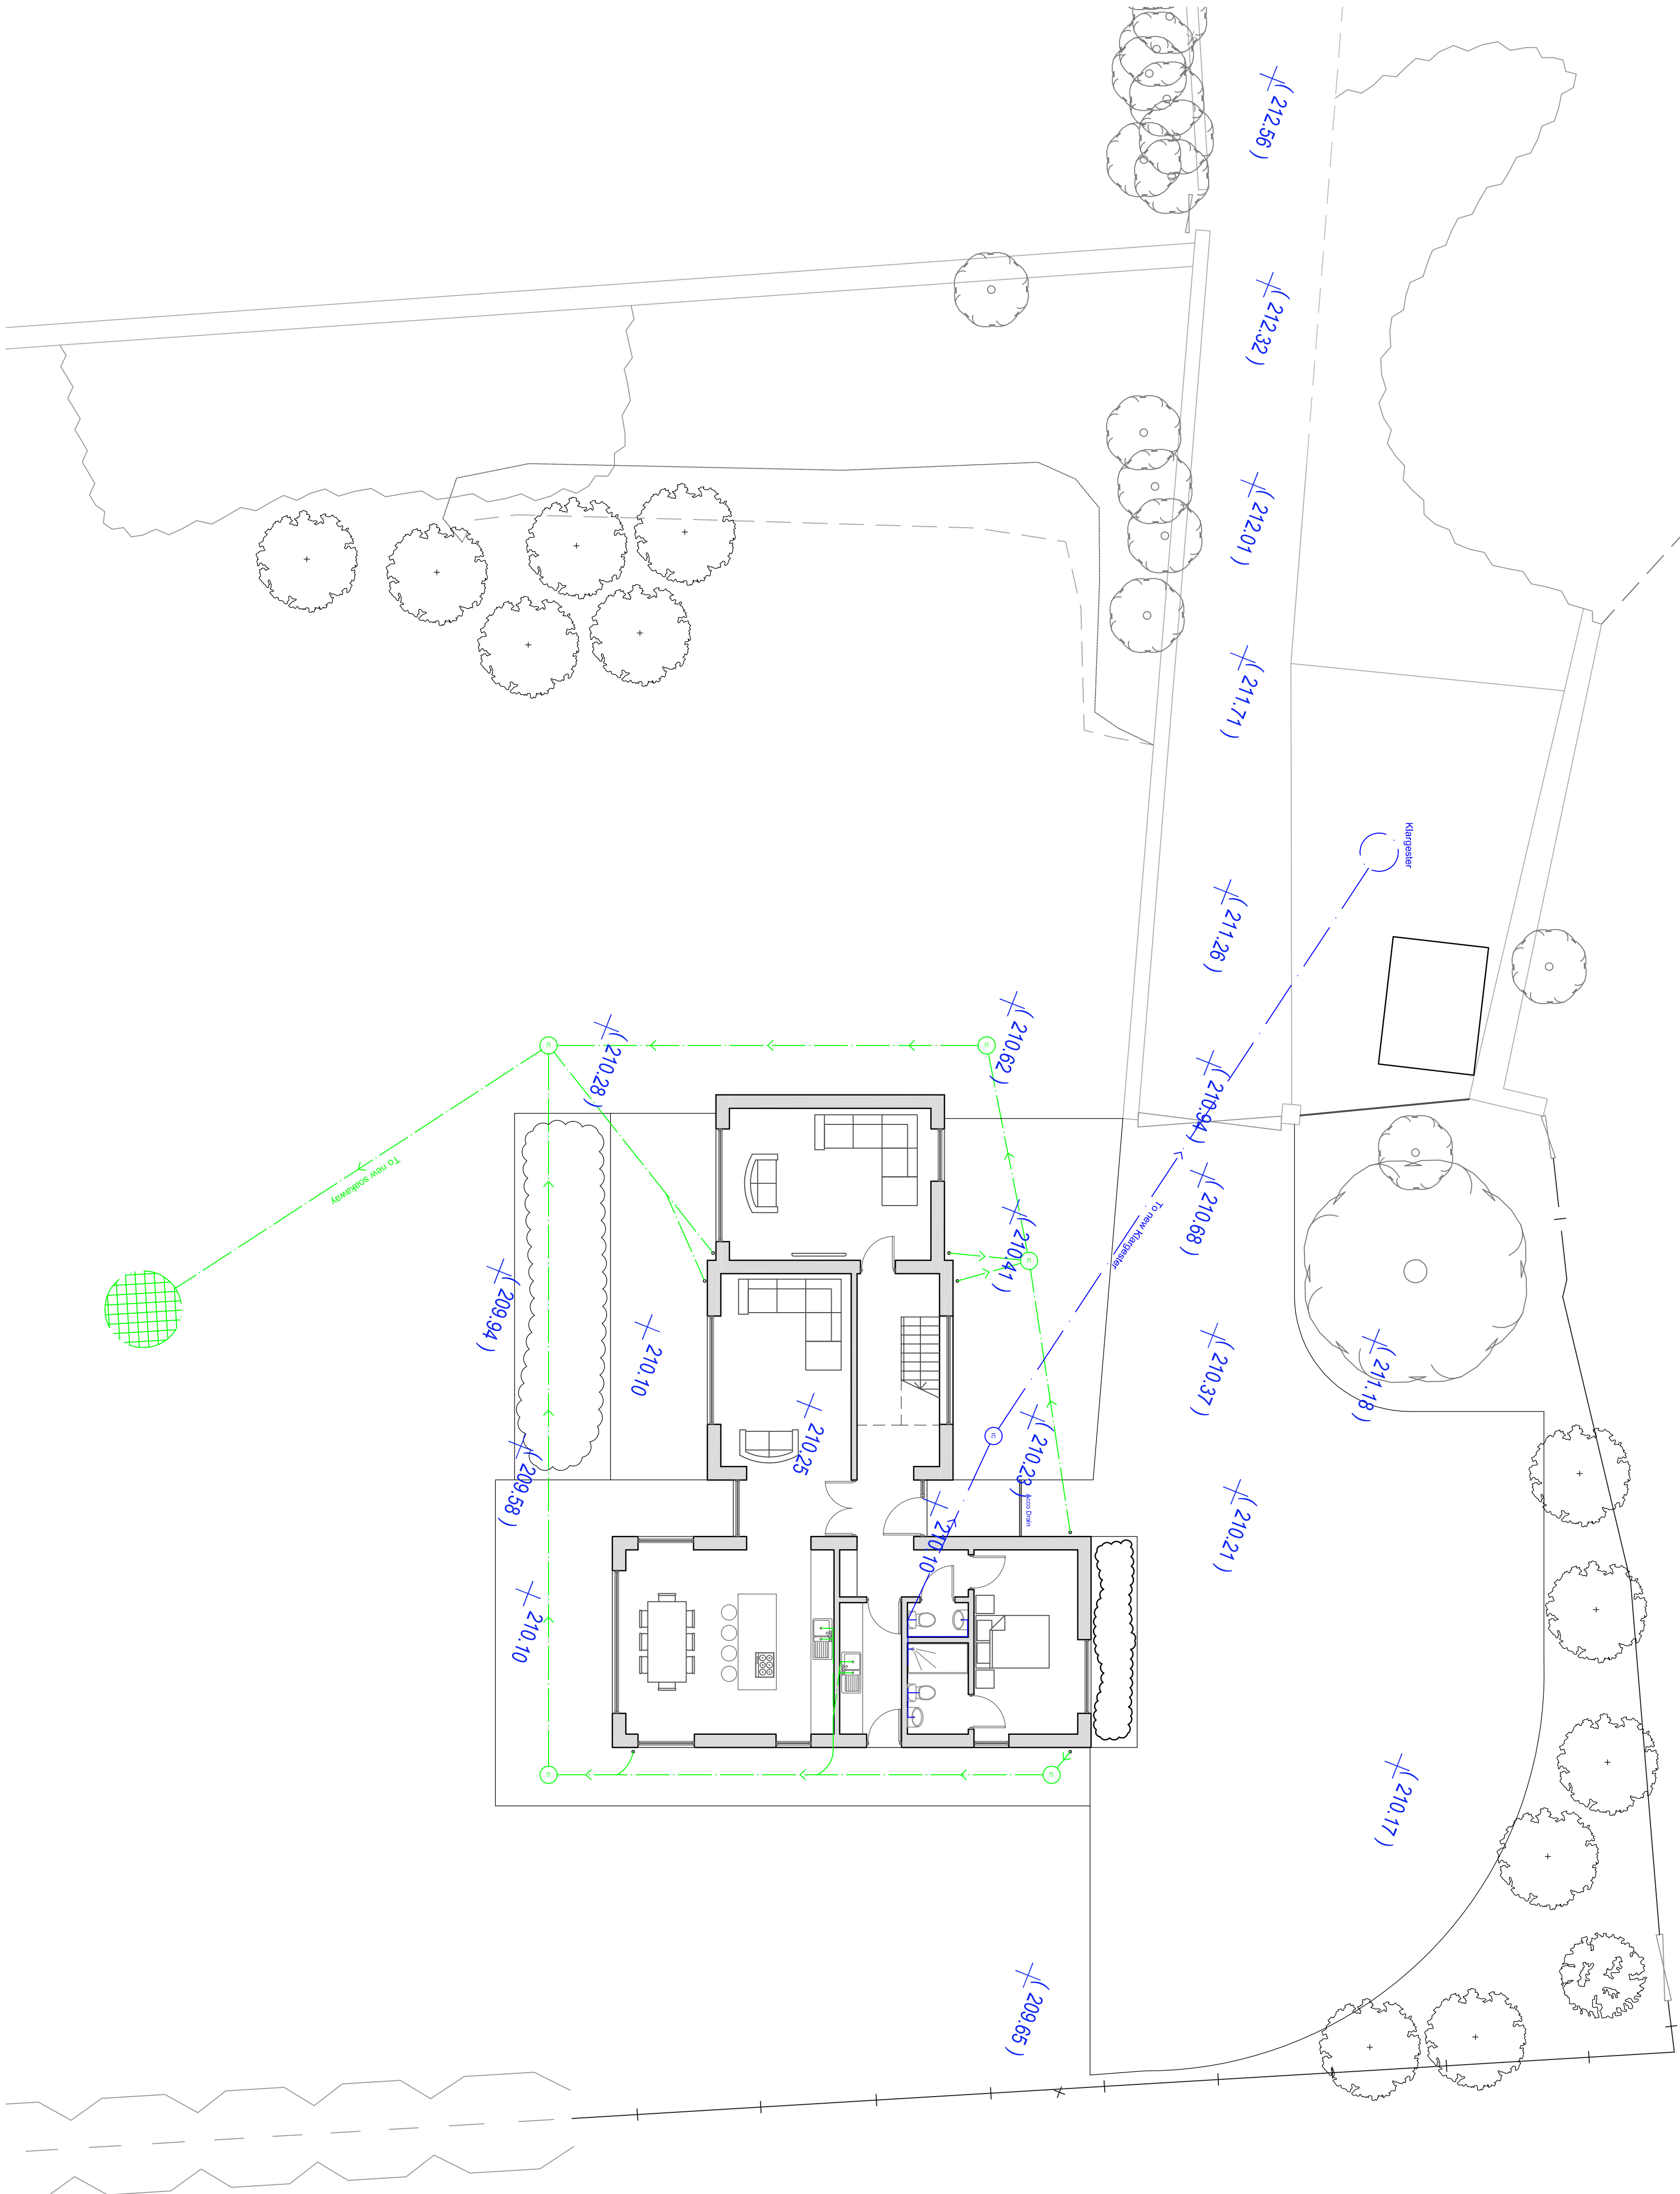 ( 212.56 )
( 212.32 )
( 212.01 )
( 211.71 )
Klargester
( 211.26 )
( 210.62 )
( 210.28 )
( 210.94 )
To new soakaway
( 210.68 )
To new Klargester
( 210.41 )
( 209.94 )
210.10
( 210.37 )
( 211.18 )
210.25
( 210.23 )
( 209.58 )
Acco Drain
210.10
( 210.21 )
210.10
( 210.17 )
( 209.65 )